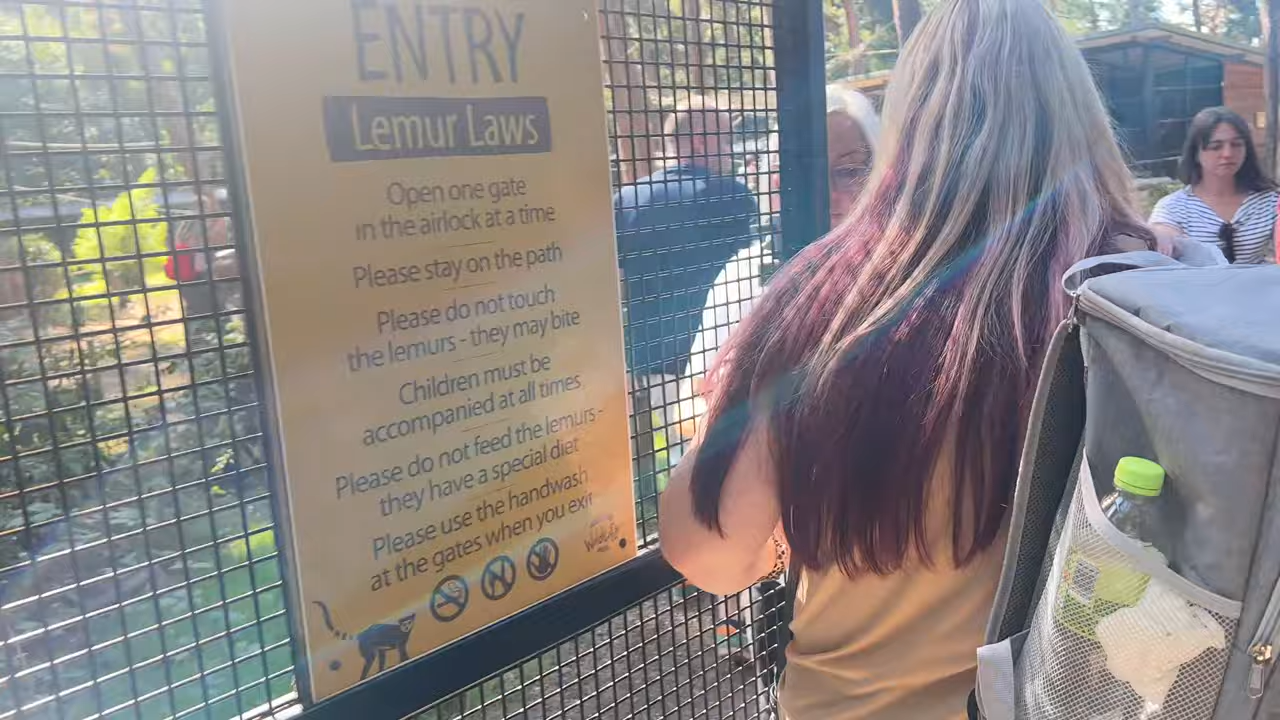 ENTRY
Lemur Laws
Open one gate
in the airlock at a time
Please stay on the path
Please do not touch
the lemurs - they may bite
Children must be
accompanied at all times
Please do not feed the lemurs -
they have a special diet
Please use the handwash
at the gates when you exit